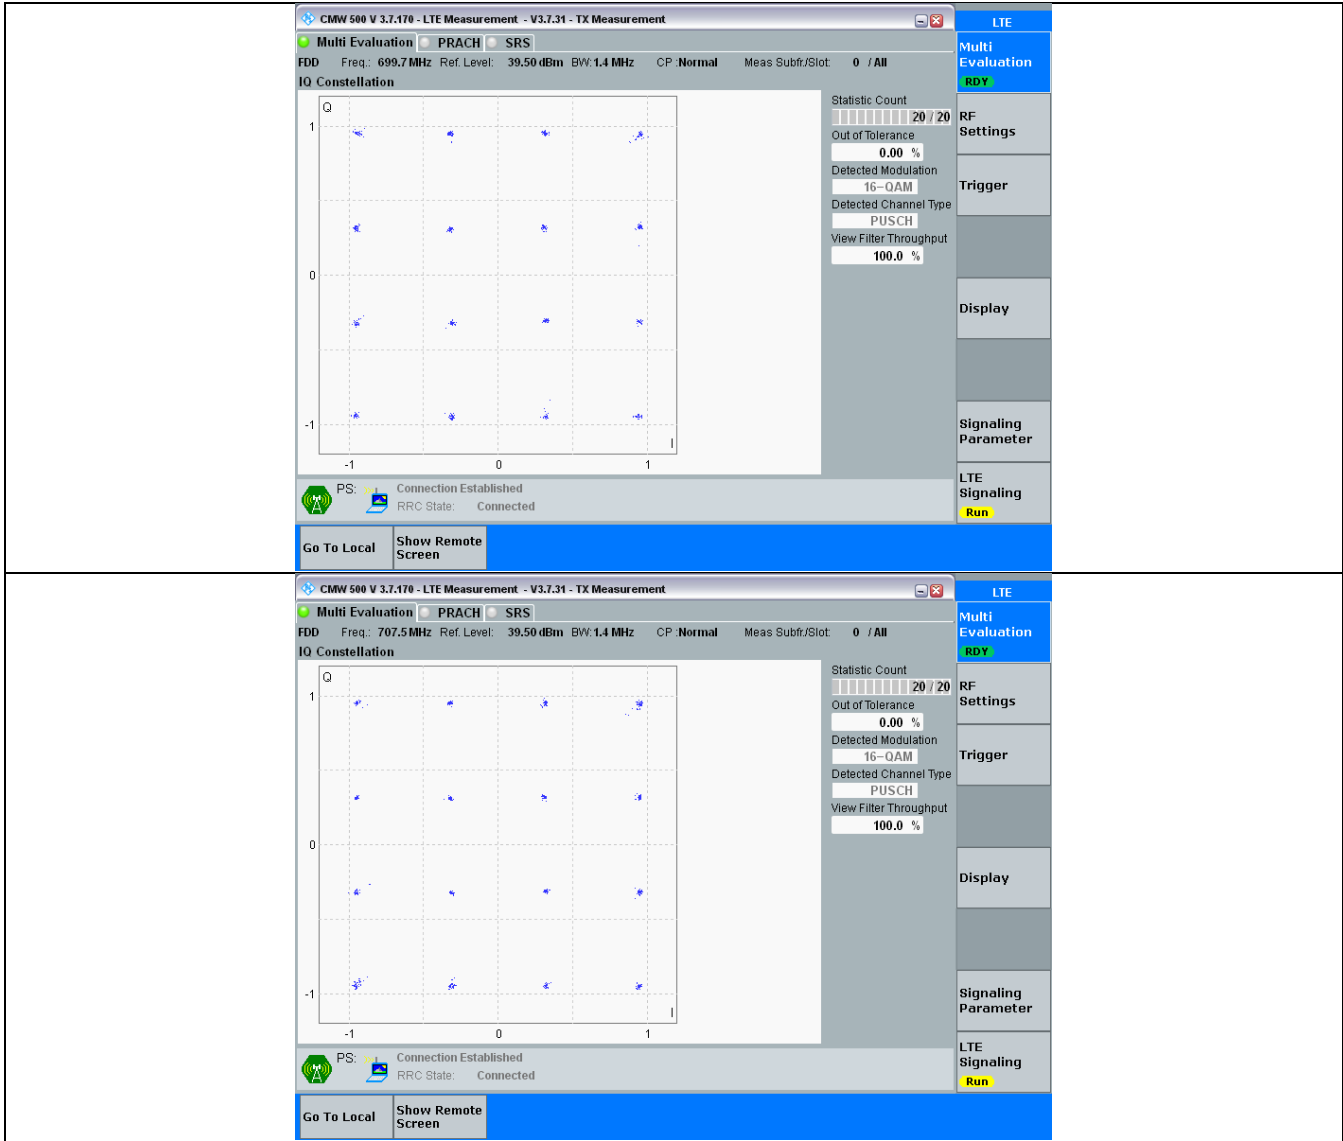 CMW 500 V 3.7.170 - LTE Measurement - V3.7.31 - TX Measurement
LTE
Multi Evaluation PRACH SRS
FDD Freq.: 699.7 MHz Ref. Level: 39.50 dBm BW: 1.4 MHz CP :Normal Meas Subfr./Slot: 0 / All
IQ Constellation
Q
1
0
-1
I
-1 0 1
Statistic Count
20 / 20
Out of Tolerance
0.00 %
Detected Modulation
16-QAM
Detected Channel Type
PUSCH
View Filter Throughput
100.0 %
Multi
Evaluation
RDY
RF
Settings
Trigger
Display
Signaling
Parameter
LTE
Signaling
Run
PS: Connection Established
RRC State: Connected
Go To Local
Show Remote
Screen
CMW 500 V 3.7.170 - LTE Measurement - V3.7.31 - TX Measurement
LTE
Multi Evaluation PRACH SRS
FDD Freq.: 707.5 MHz Ref. Level: 39.50 dBm BW: 1.4 MHz CP :Normal Meas Subfr./Slot: 0 / All
IQ Constellation
Q
1
0
-1
I
-1 0 1
Statistic Count
20 / 20
Out of Tolerance
0.00 %
Detected Modulation
16-QAM
Detected Channel Type
PUSCH
View Filter Throughput
100.0 %
Multi
Evaluation
RDY
RF
Settings
Trigger
Display
Signaling
Parameter
LTE
Signaling
Run
PS: Connection Established
RRC State: Connected
Go To Local
Show Remote
Screen